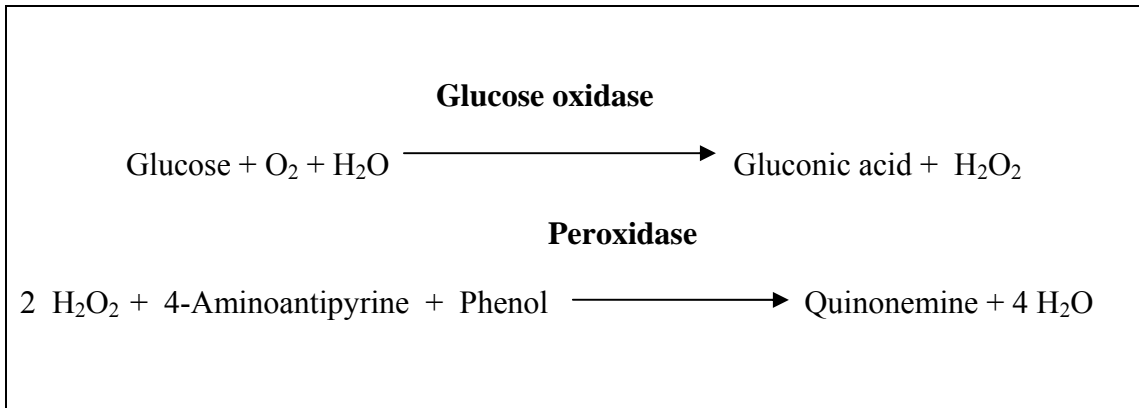 Glucose oxidase
Glucose + O₂ + H₂O Gluconic acid + H₂O₂
Peroxidase
2 H₂O₂ + 4-Aminoantipyrine + Phenol Quinonemine + 4 H₂O